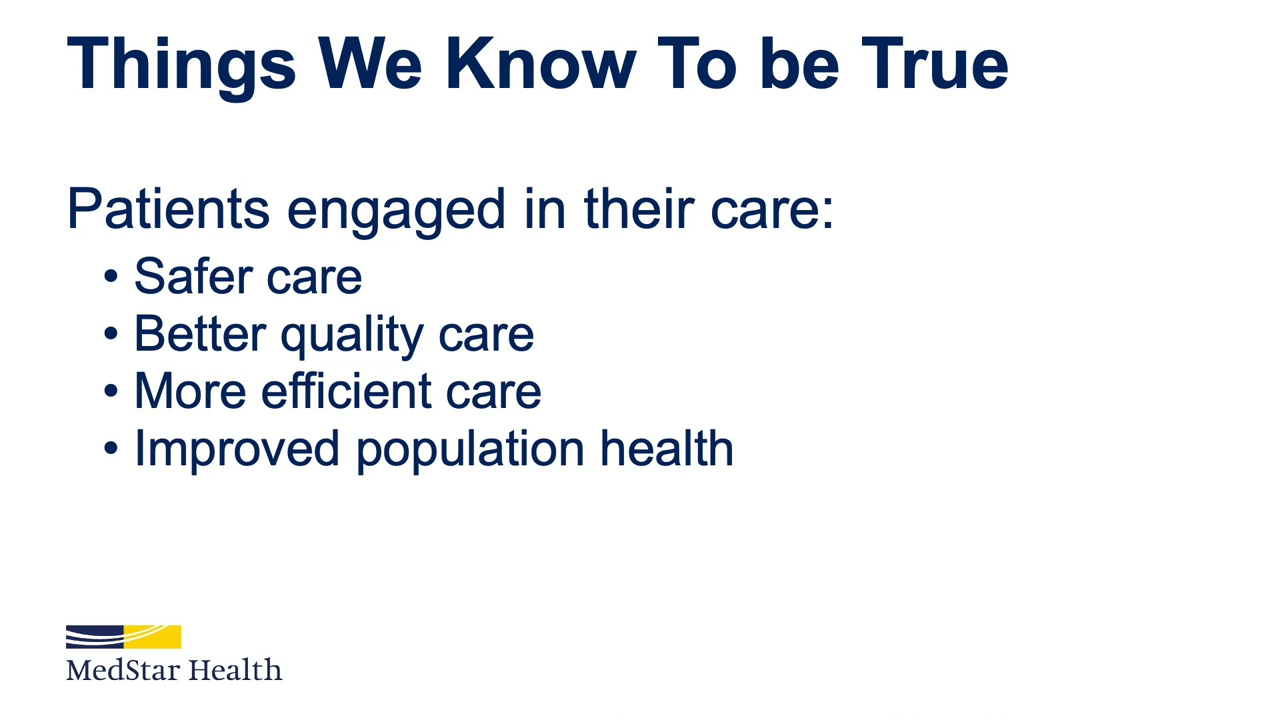 Things We Know To be True
Patients engaged in their care:
• Safer care
• Better quality care
• More efficient care
• Improved population health
MedStar Health